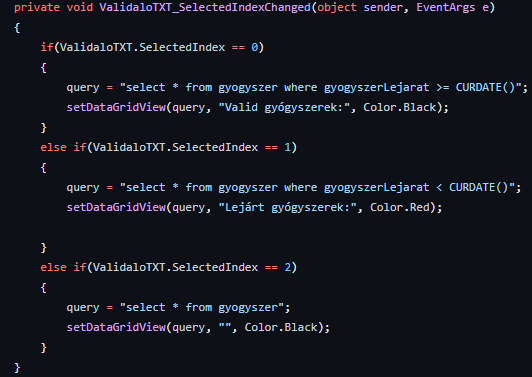 private void ValidaloTXT_SelectedIndexChanged(object sender, EventArgs e)
{
if(ValidaloTXT.SelectedIndex == 0)
{
query = "select * from gyogyszer where gyogyszerLejarat >= CURDATE()";
setDataGridView(query, "Valid gyógyszerek:", Color.Black);
}
else if(ValidaloTXT.SelectedIndex == 1)
{
query = "select * from gyogyszer where gyogyszerLejarat < CURDATE()";
setDataGridView(query, "Lejárt gyógyszerek:", Color.Red);
}
else if(ValidaloTXT.SelectedIndex == 2)
{
query = "select * from gyogyszer";
setDataGridView(query, "", Color.Black);
}
}